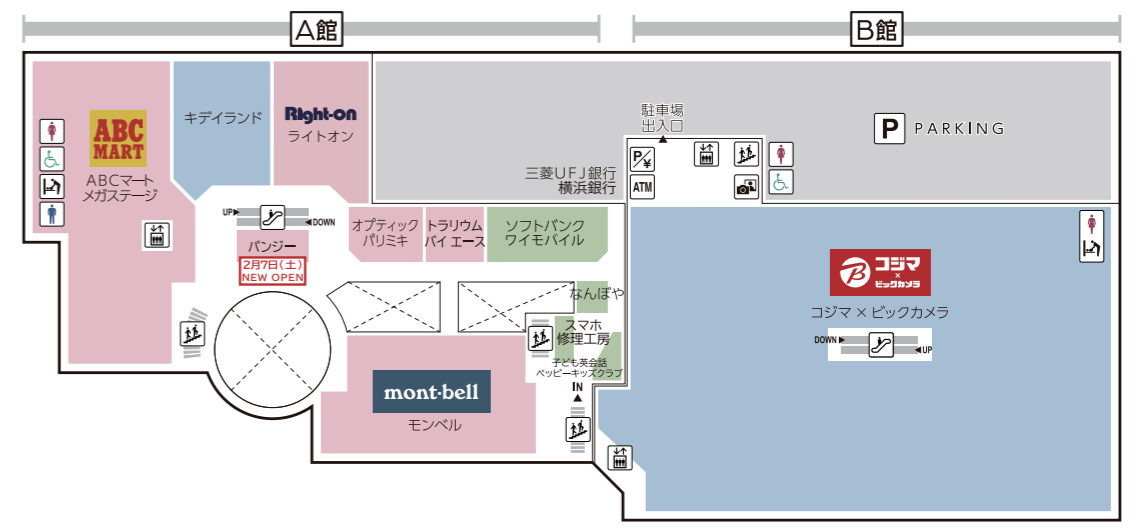 A館
B館
ABC
MART
ABCマート
メガステージ
キデイランド
Right-on
ライトオン
駐車場
出入口
P PARKING
三菱UFJ銀行
横浜銀行
P/¥
ATM
UP▶
◀DOWN
パンジー
2月7日(土)
NEW OPEN
オプティック
パリミキ
トラリウム
バイ エース
ソフトバンク
ワイモバイル
なんぼや
スマホ
修理工房
子ども英会話
ペッピーキッズクラブ
IN
▲
mont·bell
モンベル
B
コジマ
×
ビックカメラ
コジマ × ビックカメラ
DOWN▶
◀UP